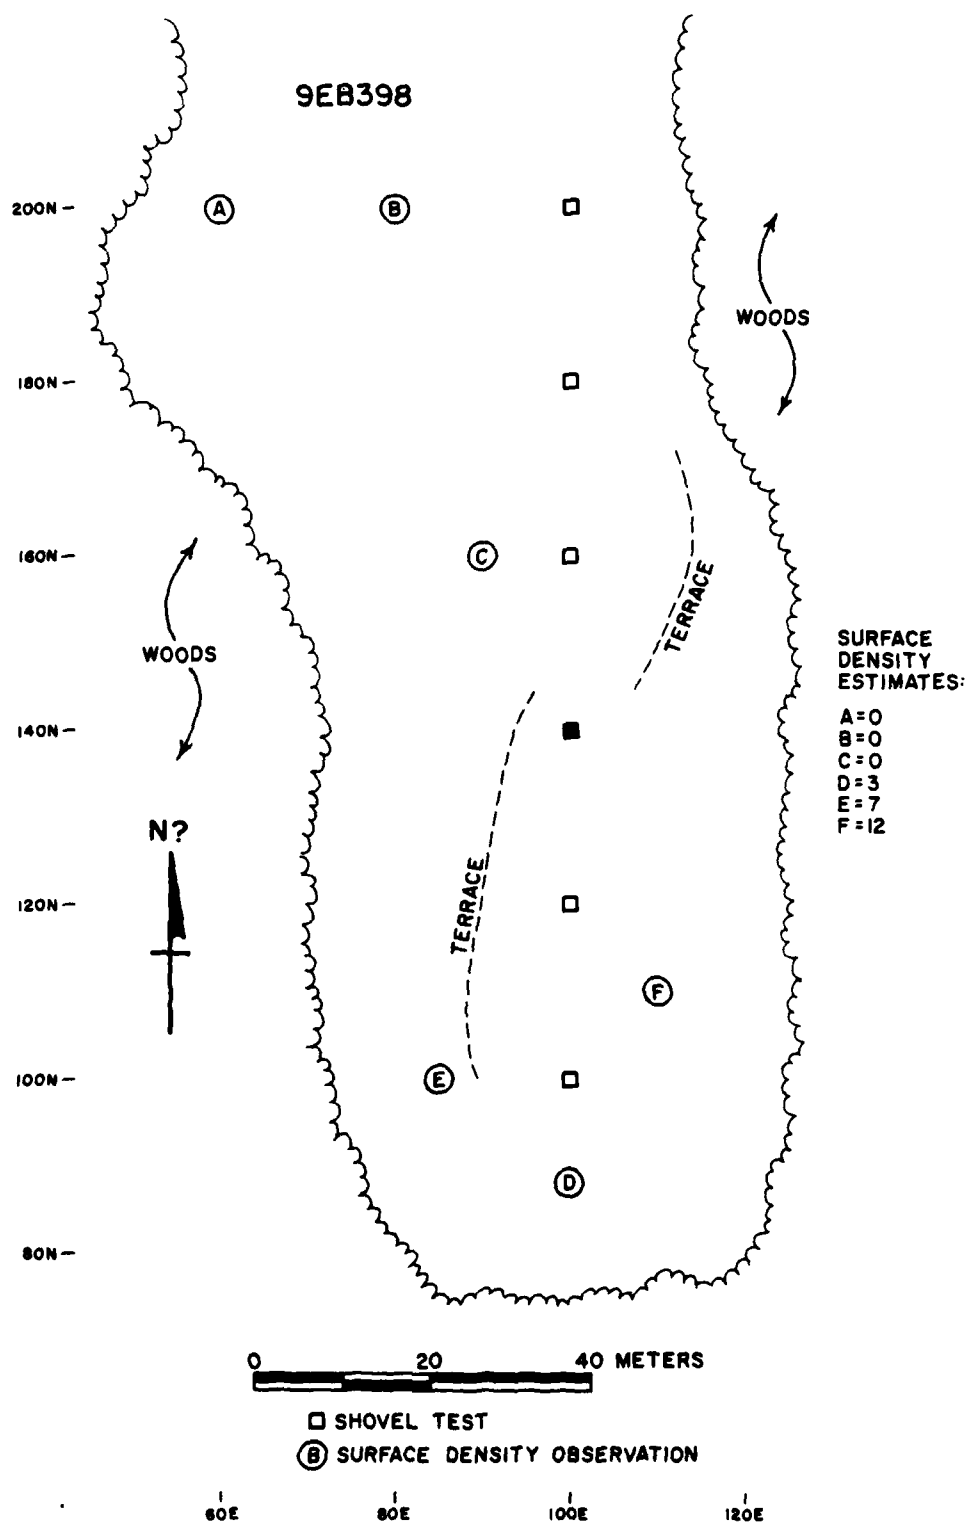 9EB398
200N
A
B
WOODS
180N
160N
C
TERRACE
WOODS
SURFACE
DENSITY
ESTIMATES:
A=0
B=0
C=0
D=3
E=7
F=12
140N
N?
TERRACE
120N
F
100N
E
D
80N
0 20 40 METERS
SHOVEL TEST
B SURFACE DENSITY OBSERVATION
60E 80E 100E 120E